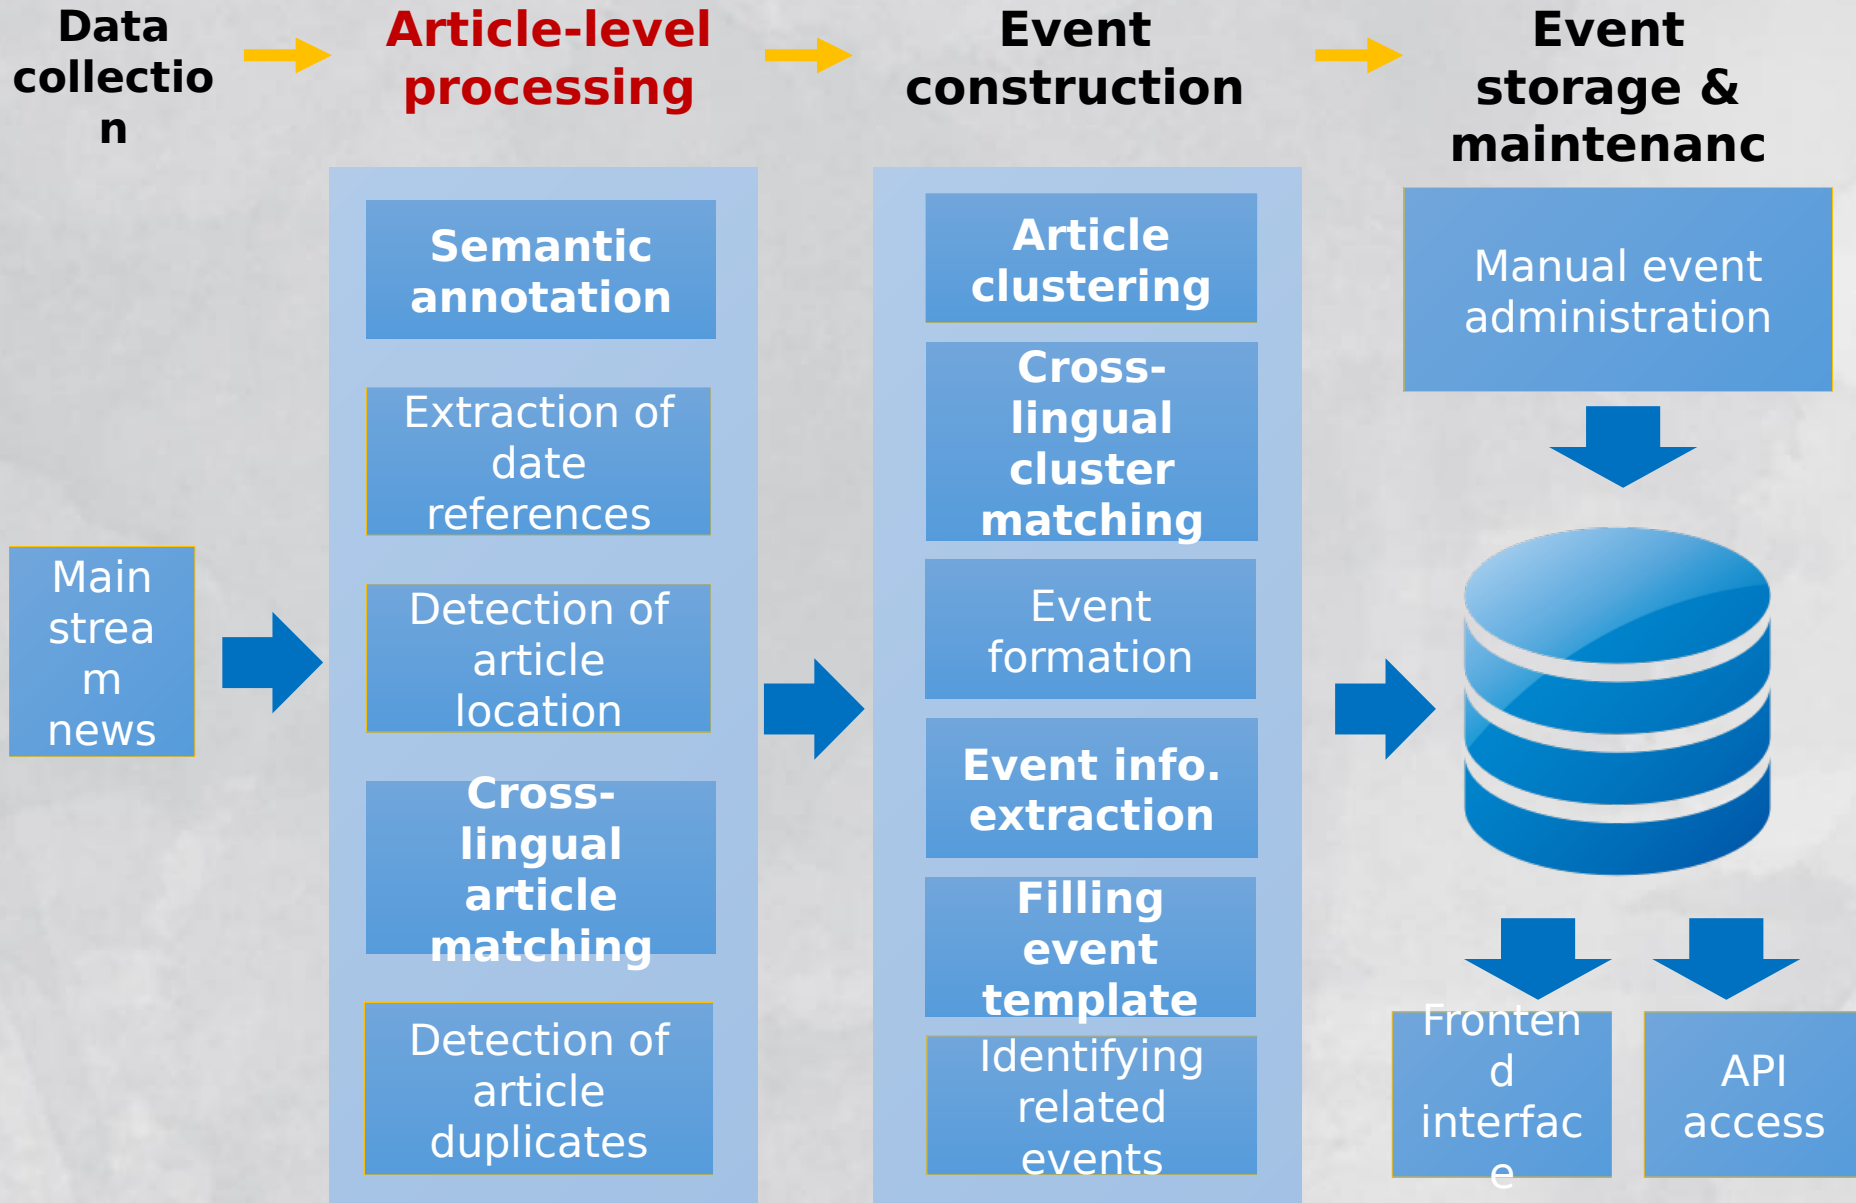 Data
collectio
n
Article-level
processing
Event
construction
Event
storage &
maintenanc
Main
strea
m
news
Semantic
annotation
Extraction of
date
references
Detection of
article
location
Cross-
lingual
article
matching
Detection of
article
duplicates
Article
clustering
Cross-
lingual
cluster
matching
Event
formation
Event info.
extraction
Filling
event
template
Identifying
related
events
Manual event
administration
Fronten
d
interfac
e
API
access